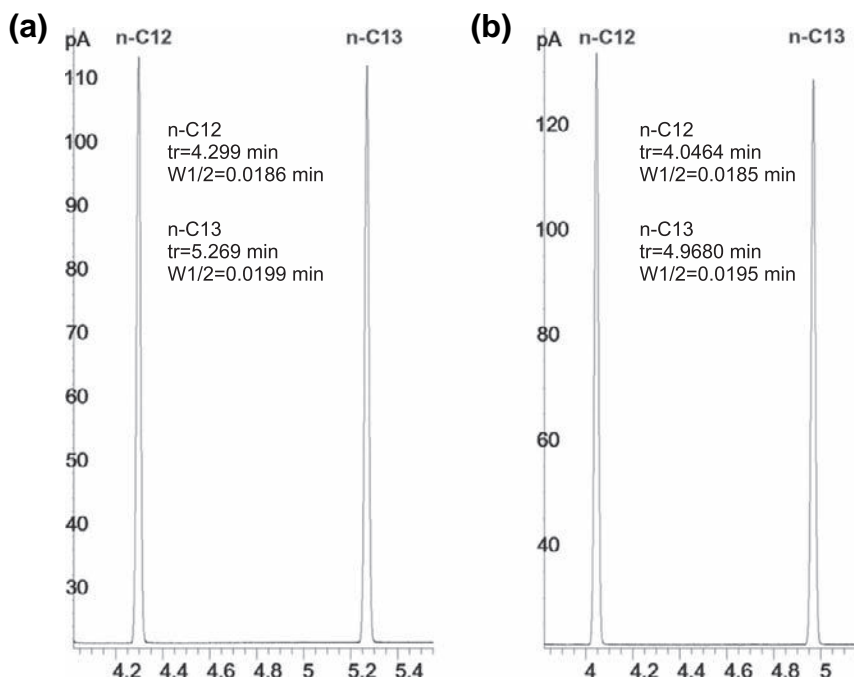 (a)
pA
n-C12
n-C13
110
100
90
80
70
60
50
40
30
n-C12
tr=4.299 min
W1/2=0.0186 min
n-C13
tr=5.269 min
W1/2=0.0199 min
4.2 4.4 4.6 4.8 5 5.2 5.4
(b)
pA
n-C12
n-C13
120
100
80
60
40
n-C12
tr=4.0464 min
W1/2=0.0185 min
n-C13
tr=4.9680 min
W1/2=0.0195 min
4 4.2 4.4 4.6 4.8 5